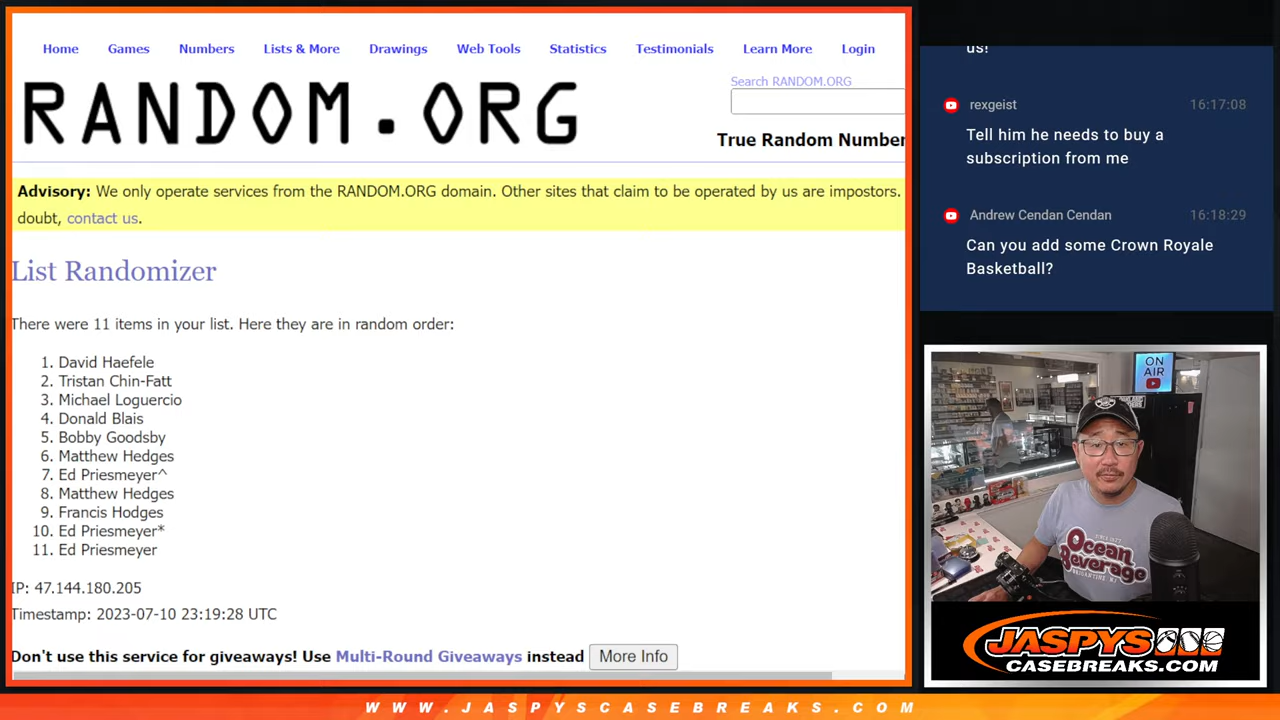 Home Games Numbers Lists & More Drawings Web Tools Statistics Testimonials Learn More Login
RANDOM.ORG
Search RANDOM.ORG
True Random Number
Advisory: We only operate services from the RANDOM.ORG domain. Other sites that claim to be operated by us are impostors.
doubt, contact us.
List Randomizer
There were 11 items in your list. Here they are in random order:
1. David Haefele
2. Tristan Chin-Fatt
3. Michael Loguercio
4. Donald Blais
5. Bobby Goodsby
6. Matthew Hedges
7. Ed Priesmeyer^
8. Matthew Hedges
9. Francis Hodges
10. Ed Priesmeyer*
11. Ed Priesmeyer
IP: 47.144.180.205
Timestamp: 2023-07-10 23:19:28 UTC
Don't use this service for giveaways! Use Multi-Round Giveaways instead More Info
us!
rexgeist 16:17:08
Tell him he needs to buy a
subscription from me
Andrew Cendan Cendan 16:18:29
Can you add some Crown Royale
Basketball?
ON
AIR
Ocean
Beverage
JASPYS
CASEBREAKS.COM
WWW.JASPYSCASEBREAKS.COM